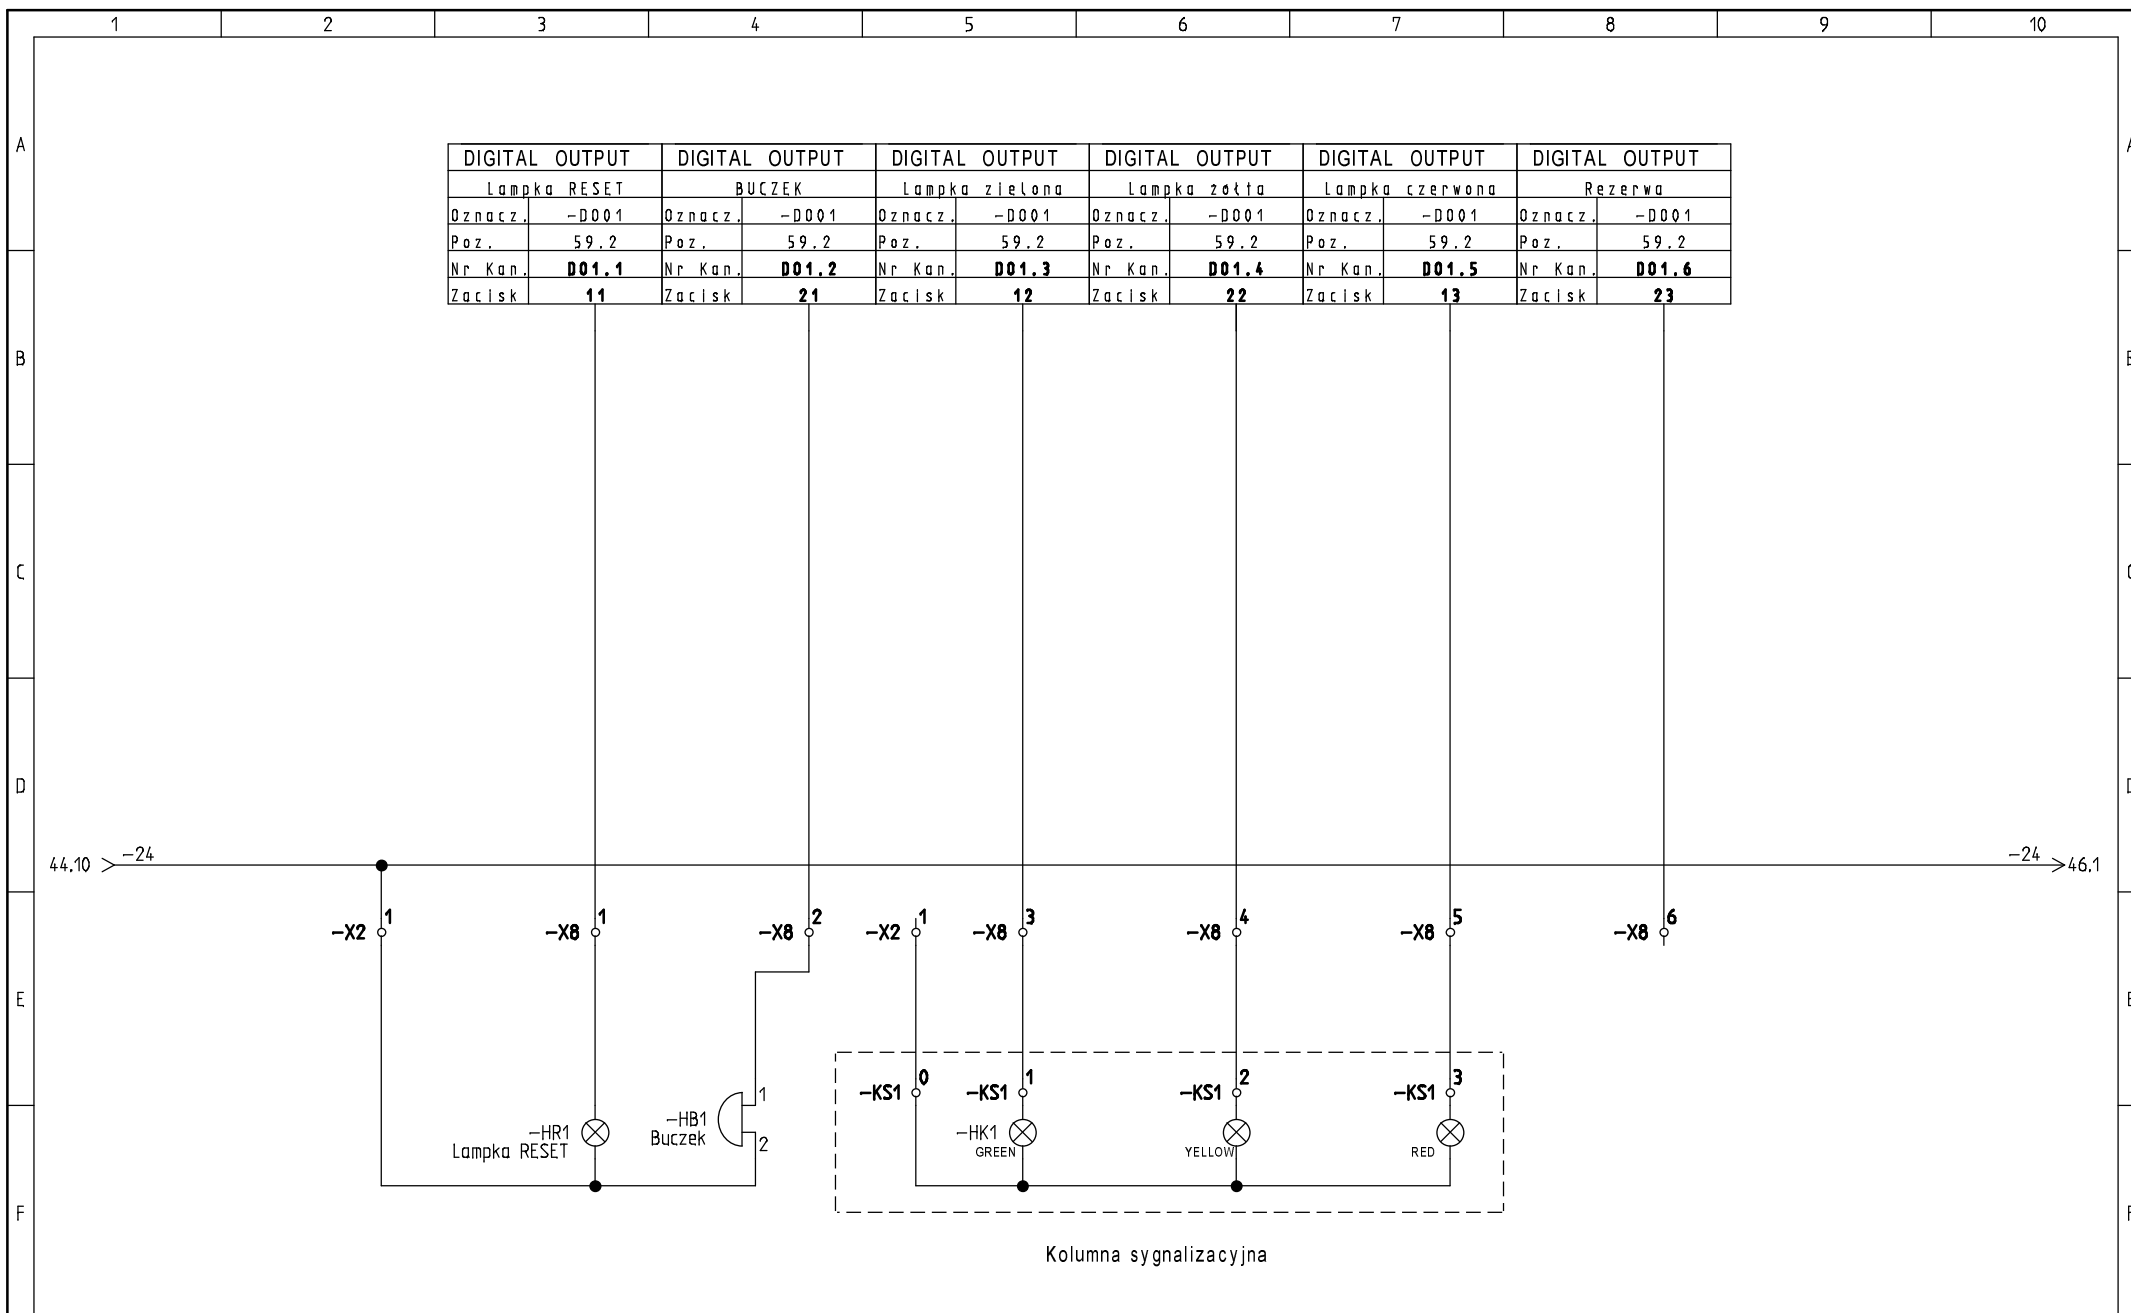 1 2 3 4 5 6 7 8 9 10
A
DIGITAL OUTPUT DIGITAL OUTPUT DIGITAL OUTPUT DIGITAL OUTPUT DIGITAL OUTPUT DIGITAL OUTPUT
Lampka RESET BUCZEK Lampka zielona Lampka żółta Lampka czerwona Rezerwa
Oznacz. -DO01 Oznacz. -DO01 Oznacz. -DO01 Oznacz. -DO01 Oznacz. -DO01 Oznacz. -DO01
Poz. 59.2 Poz. 59.2 Poz. 59.2 Poz. 59.2 Poz. 59.2 Poz. 59.2
Nr Kan. DO1.1 Nr Kan. DO1.2 Nr Kan. DO1.3 Nr Kan. DO1.4 Nr Kan. DO1.5 Nr Kan. DO1.6
Zacisk 11 Zacisk 21 Zacisk 12 Zacisk 22 Zacisk 13 Zacisk 23
B
C
D
44.10 -24 -24 46.1
1 1 2 1 3 4 5 6
-X2 -X8 -X8 -X2 -X8 -X8 -X8 -X8
E
0 1 2 3
-KS1 -KS1 -KS1 -KS1
1
-HB1
Buczek
2
-HR1
Lampka RESET
-HK1
GREEN YELLOW RED
F
Kolumna sygnalizacyjna